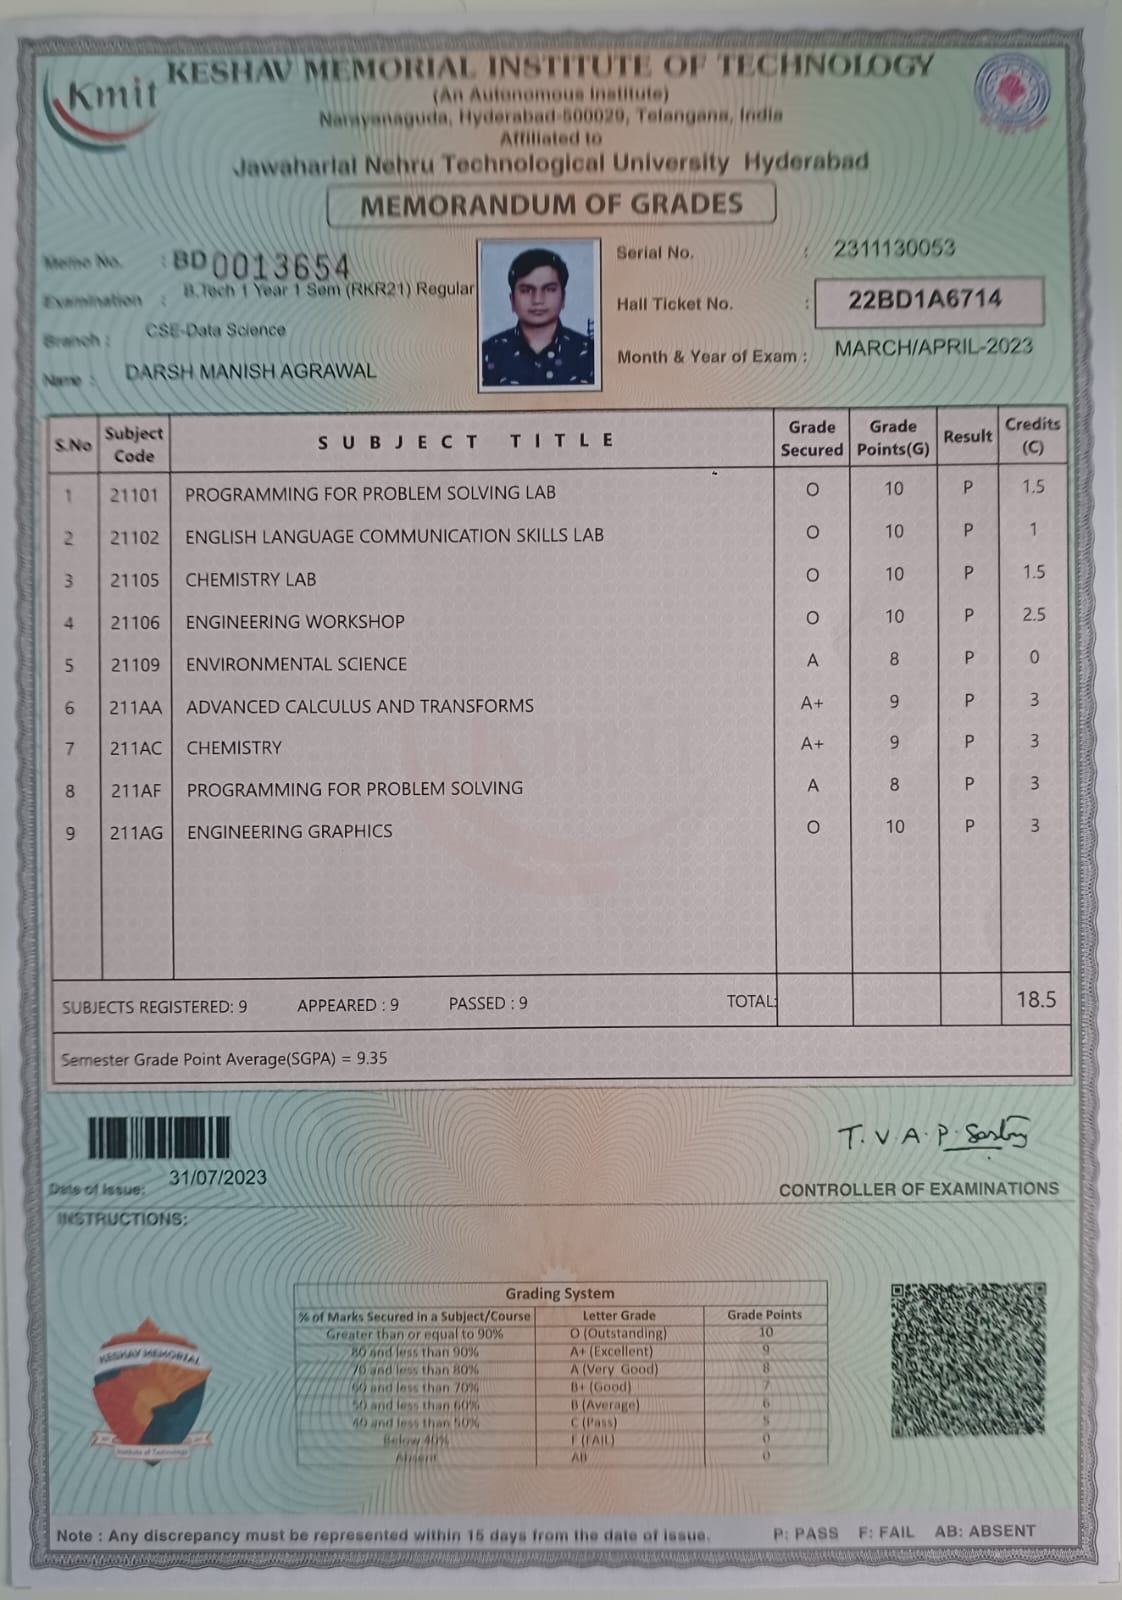 Kmit
KESHAV MEMORIAL INSTITUTE OF TECHNOLOGY
(An Autonomous Institute)
Narayanaguda, Hyderabad-500029, Telangana, India
Affiliated to
Jawaharlal Nehru Technological University Hyderabad
MEMORANDUM OF GRADES
Memo No. : BD 0013654
Serial No. : 2311130053
Examination : B.Tech 1 Year 1 Sem (RKR21) Regular
Hall Ticket No. : 22BD1A6714
Branch : CSE-Data Science
Month & Year of Exam : MARCH/APRIL-2023
Name : DARSH MANISH AGRAWAL
S.No Subject Code SUBJECT TITLE Grade Secured Grade Points(G) Result Credits (C)
1 21101 PROGRAMMING FOR PROBLEM SOLVING LAB O 10 P 1.5
2 21102 ENGLISH LANGUAGE COMMUNICATION SKILLS LAB O 10 P 1
3 21105 CHEMISTRY LAB O 10 P 1.5
4 21106 ENGINEERING WORKSHOP O 10 P 2.5
5 21109 ENVIRONMENTAL SCIENCE A 8 P 0
6 211AA ADVANCED CALCULUS AND TRANSFORMS A+ 9 P 3
7 211AC CHEMISTRY A+ 9 P 3
8 211AF PROGRAMMING FOR PROBLEM SOLVING A 8 P 3
9 211AG ENGINEERING GRAPHICS O 10 P 3
SUBJECTS REGISTERED: 9 APPEARED : 9 PASSED : 9 TOTAL: 18.5
Semester Grade Point Average(SGPA) = 9.35
T.V.A.P. Sastry
Date of Issue: 31/07/2023
CONTROLLER OF EXAMINATIONS
INSTRUCTIONS:
Grading System
% of Marks Secured in a Subject/Course Letter Grade Grade Points
Greater than or equal to 90% O (Outstanding) 10
80 and less than 90% A+ (Excellent) 9
70 and less than 80% A (Very Good) 8
60 and less than 70% B+ (Good) 7
50 and less than 60% B (Average) 6
40 and less than 50% C (Pass) 5
Below 40% F (FAIL) 0
Absent AB 0
KESHAV MEMORIAL
Institute of Technology
Note : Any discrepancy must be represented within 15 days from the date of issue. P: PASS F: FAIL AB: ABSENT